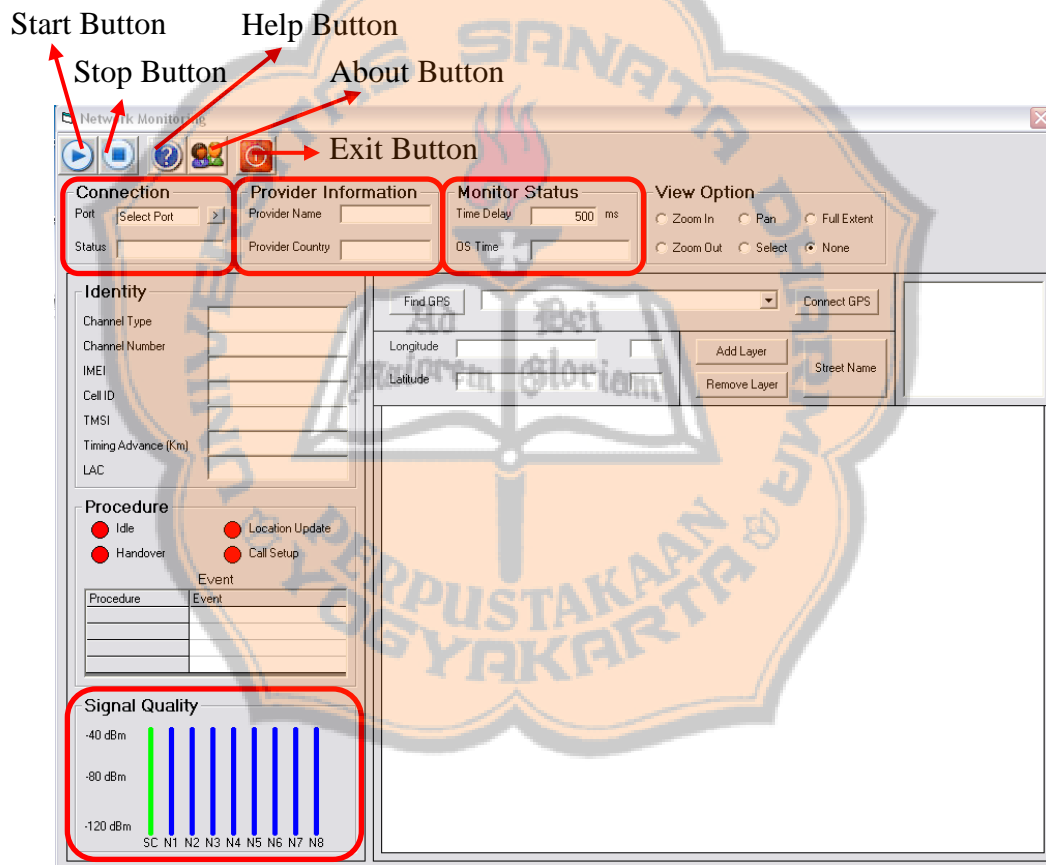 Start Button
Help Button
Stop Button
About Button
Network Monitoring
Exit Button
Connection
Port
Select Port
>
Status
Provider Information
Provider Name
Provider Country
Monitor Status
Time Delay
500 ms
OS Time
View Option
Zoom In
Pan
Full Extent
Zoom Out
Select
None
Identity
Channel Type
Channel Number
IMEI
Cell ID
TMSI
Timing Advance (Km)
LAC
Find GPS
Connect GPS
Longitude
Latitude
Add Layer
Remove Layer
Street Name
Procedure
Idle
Location Update
Handover
Call Setup
Event
Procedure Event
Signal Quality
-40 dBm
-80 dBm
-120 dBm
SC N1 N2 N3 N4 N5 N6 N7 N8
UNIVERSITAS SANATA DHARMA
Ad Dei
maiorem Gloriam
PERPUSTAKAAN
YOGYAKARTA